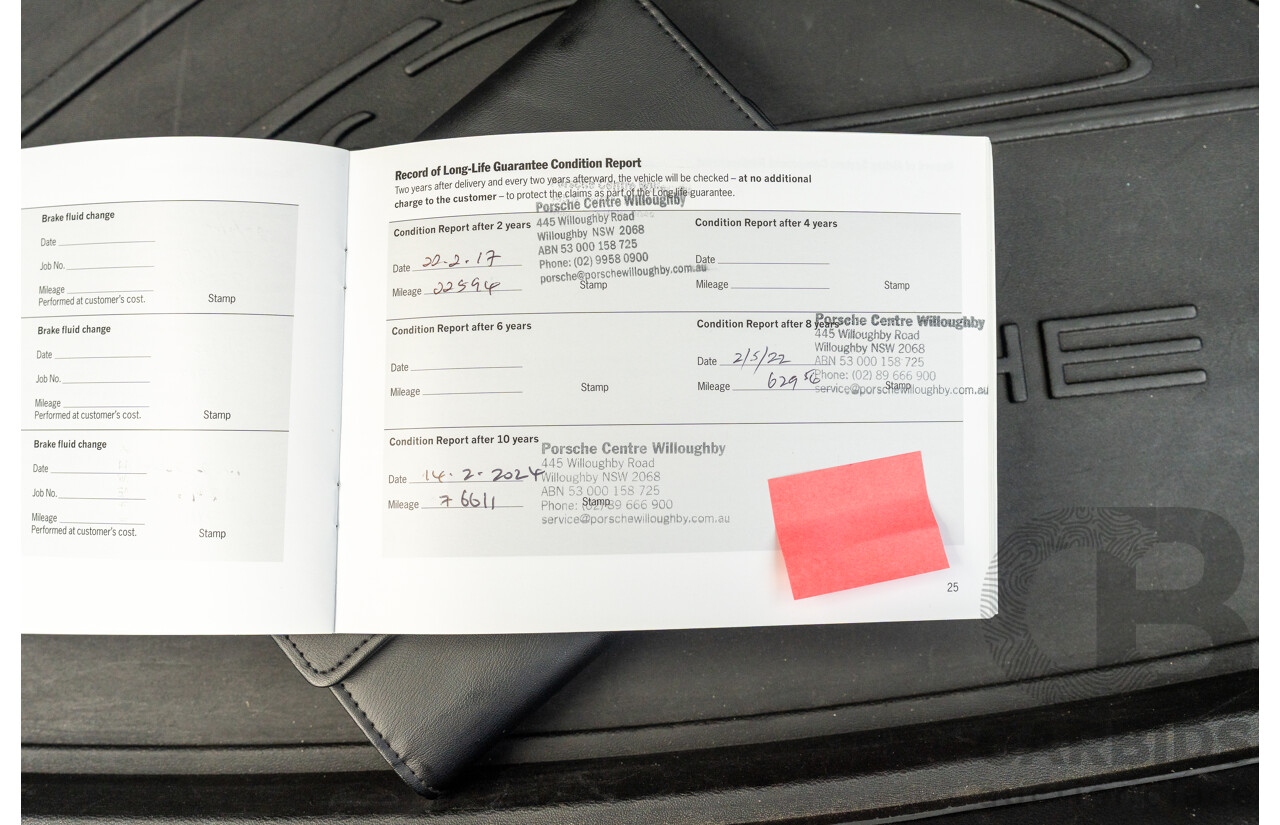 Brake fluid change
Date
Job No.
Mileage
Performed at customer's cost.
Stamp
Brake fluid change
Date
Job No.
Mileage
Performed at customer's cost.
Stamp
Brake fluid change
Date
Job No.
Mileage
Performed at customer's cost.
Stamp
Record of Long-Life Guarantee Condition Report
Two years after delivery and every two years afterward, the vehicle will be checked – at no additional
charge to the customer – to protect the claims as part of the Long-life guarantee.
Condition Report after 2 years
Date 22.2.17
Mileage 22594
Porsche Centre Willoughby
445 Willoughby Road
Willoughby NSW 2068
ABN 53 000 158 725
Phone: (02) 9958 0900
porsche@porschewilloughby.com.au
Stamp
Condition Report after 4 years
Date
Mileage
Stamp
Condition Report after 6 years
Date
Mileage
Stamp
Condition Report after 8 years
Date 2/5/22
Mileage 62956
Porsche Centre Willoughby
445 Willoughby Road
Willoughby NSW 2068
ABN 53 000 158 725
Phone: (02) 89 666 900
service@porschewilloughby.com.au
Stamp
Condition Report after 10 years
Date 14.2.2024
Mileage 76611
Porsche Centre Willoughby
445 Willoughby Road
Willoughby NSW 2068
ABN 53 000 158 725
Phone: (02) 89 666 900
service@porschewilloughby.com.au
Stamp
25
HE
CB
CARBIDS